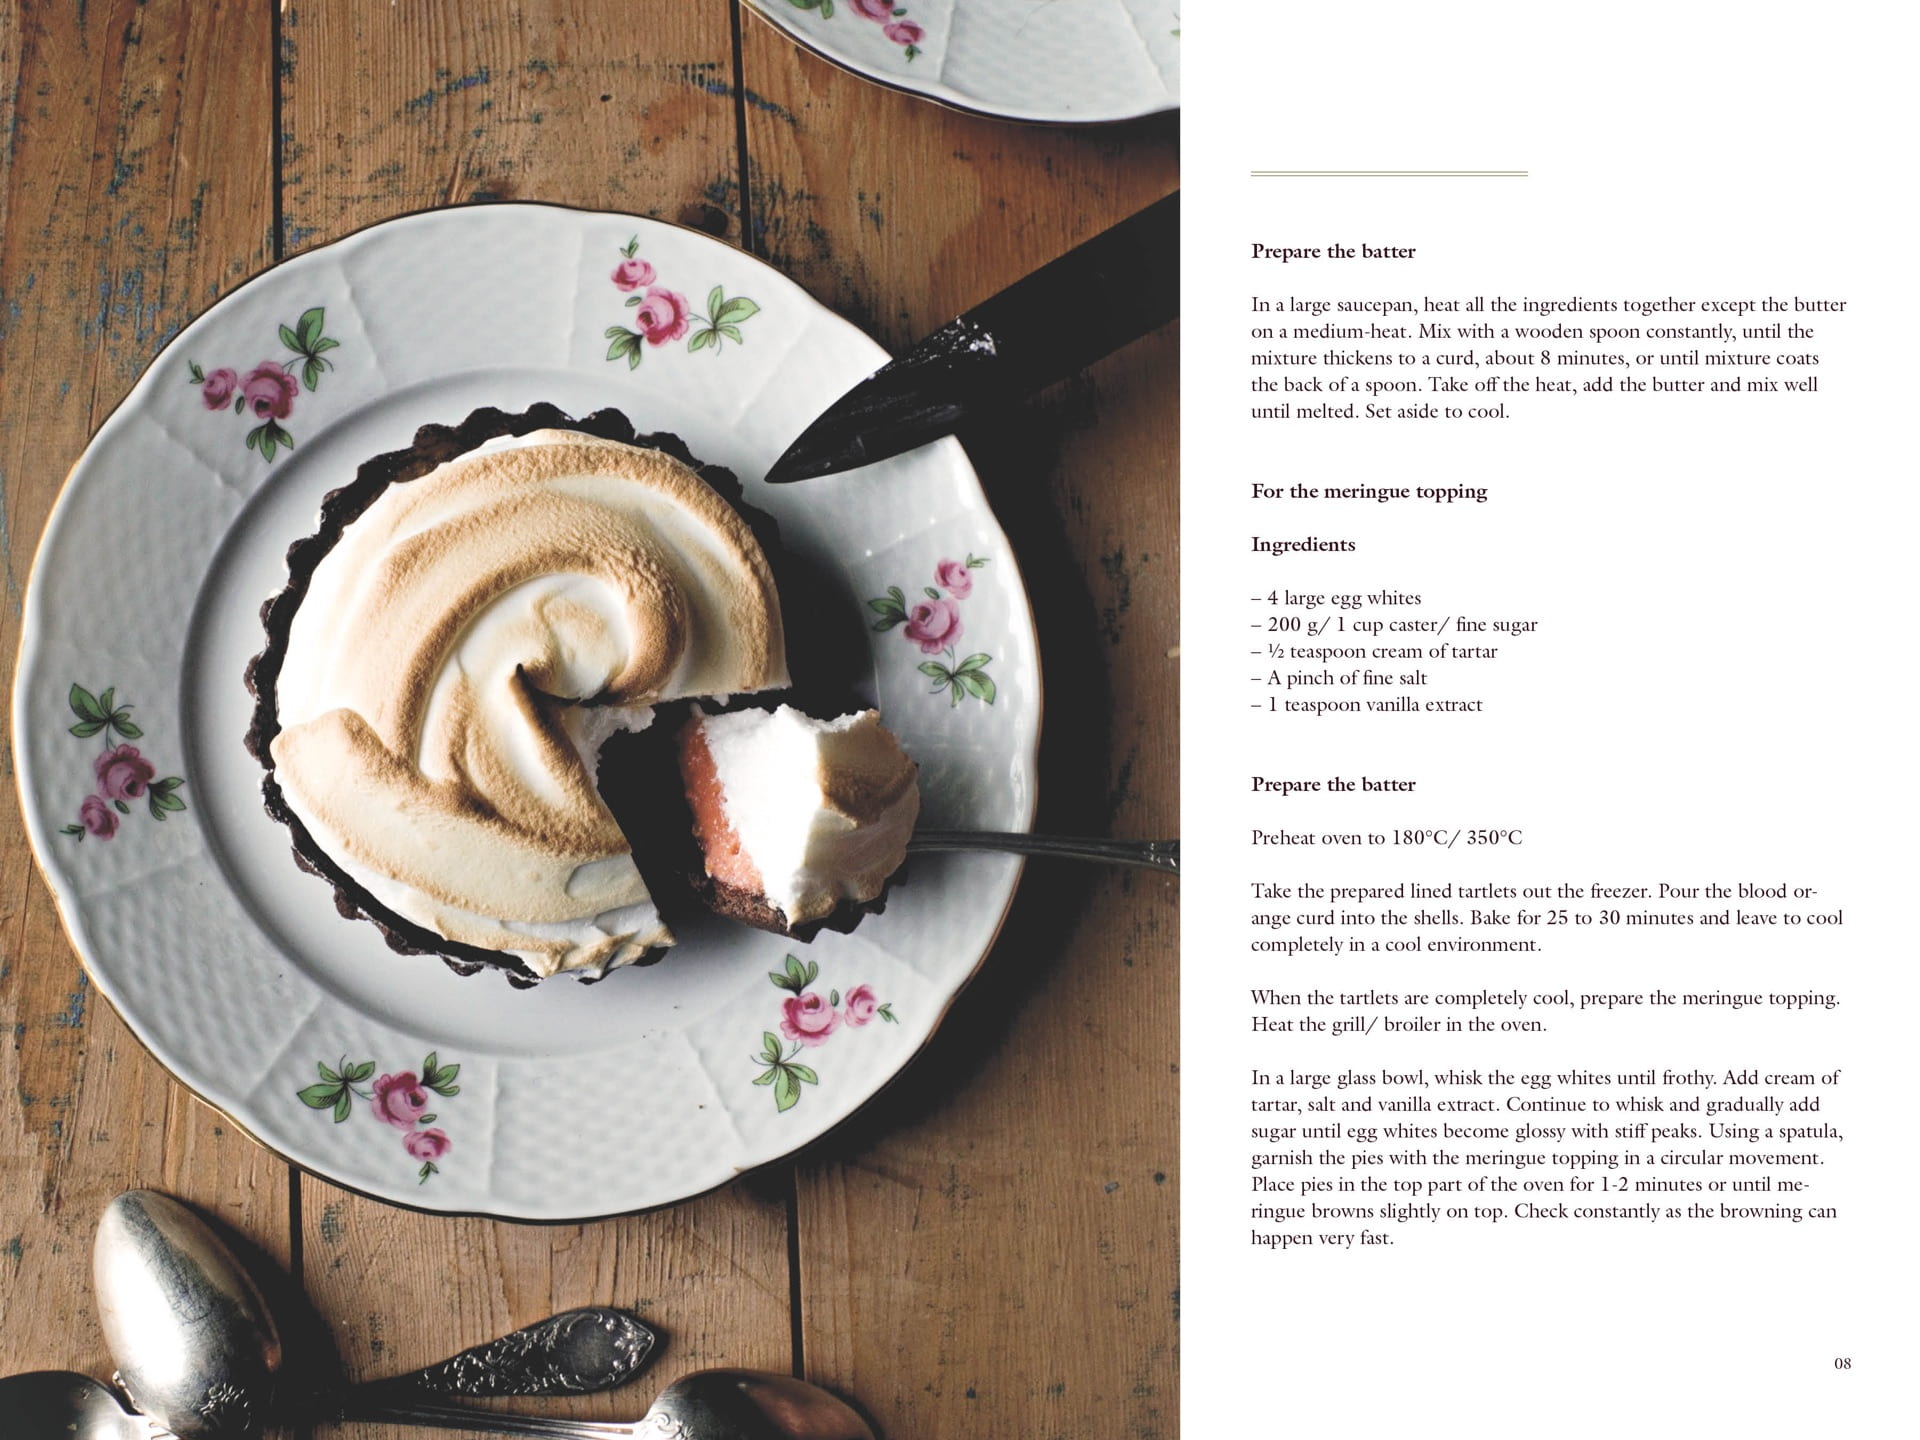 Prepare the batter
In a large saucepan, heat all the ingredients together except the butter
on a medium-heat. Mix with a wooden spoon constantly, until the
mixture thickens to a curd, about 8 minutes, or until mixture coats
the back of a spoon. Take off the heat, add the butter and mix well
until melted. Set aside to cool.
For the meringue topping
Ingredients
– 4 large egg whites
– 200 g/ 1 cup caster/ fine sugar
– ½ teaspoon cream of tartar
– A pinch of fine salt
– 1 teaspoon vanilla extract
Prepare the batter
Preheat oven to 180°C/ 350°C
Take the prepared lined tartlets out the freezer. Pour the blood or-
ange curd into the shells. Bake for 25 to 30 minutes and leave to cool
completely in a cool environment.
When the tartlets are completely cool, prepare the meringue topping.
Heat the grill/ broiler in the oven.
In a large glass bowl, whisk the egg whites until frothy. Add cream of
tartar, salt and vanilla extract. Continue to whisk and gradually add
sugar until egg whites become glossy with stiff peaks. Using a spatula,
garnish the pies with the meringue topping in a circular movement.
Place pies in the top part of the oven for 1-2 minutes or until me-
ringue browns slightly on top. Check constantly as the browning can
happen very fast.
08